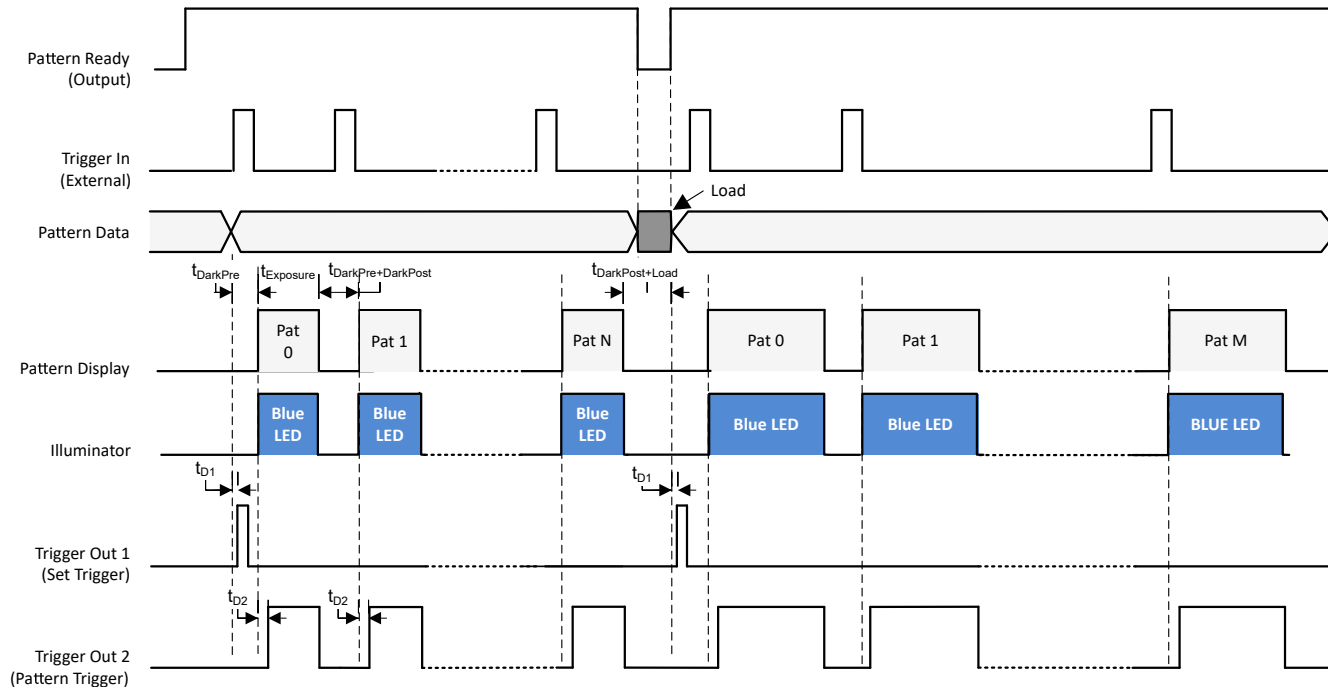 Pattern Ready
(Output)
Trigger In
(External)
Load
Pattern Data
tDarkPre
tExposure
tDarkPre+DarkPost
tDarkPost+Load
Pat
0
Pat 1
Pat N
Pat 0
Pat 1
Pat M
Pattern Display
Blue
LED
Blue
LED
Blue
LED
Blue LED
Blue LED
BLUE LED
Illuminator
tD1
tD1
Trigger Out 1
(Set Trigger)
tD2
tD2
Trigger Out 2
(Pattern Trigger)